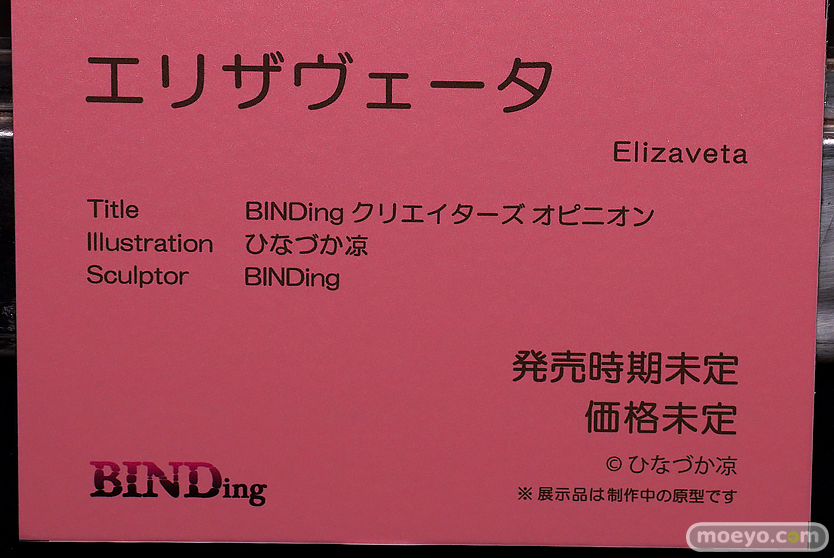 エリザヴェータ
Elizaveta
Title BINDing クリエイターズ オピニオン
Illustration ひなづか凉
Sculptor BINDing
発売時期未定
価格未定
© ひなづか凉
BINDing
※ 展示品は制作中の原型です
moeyo.com